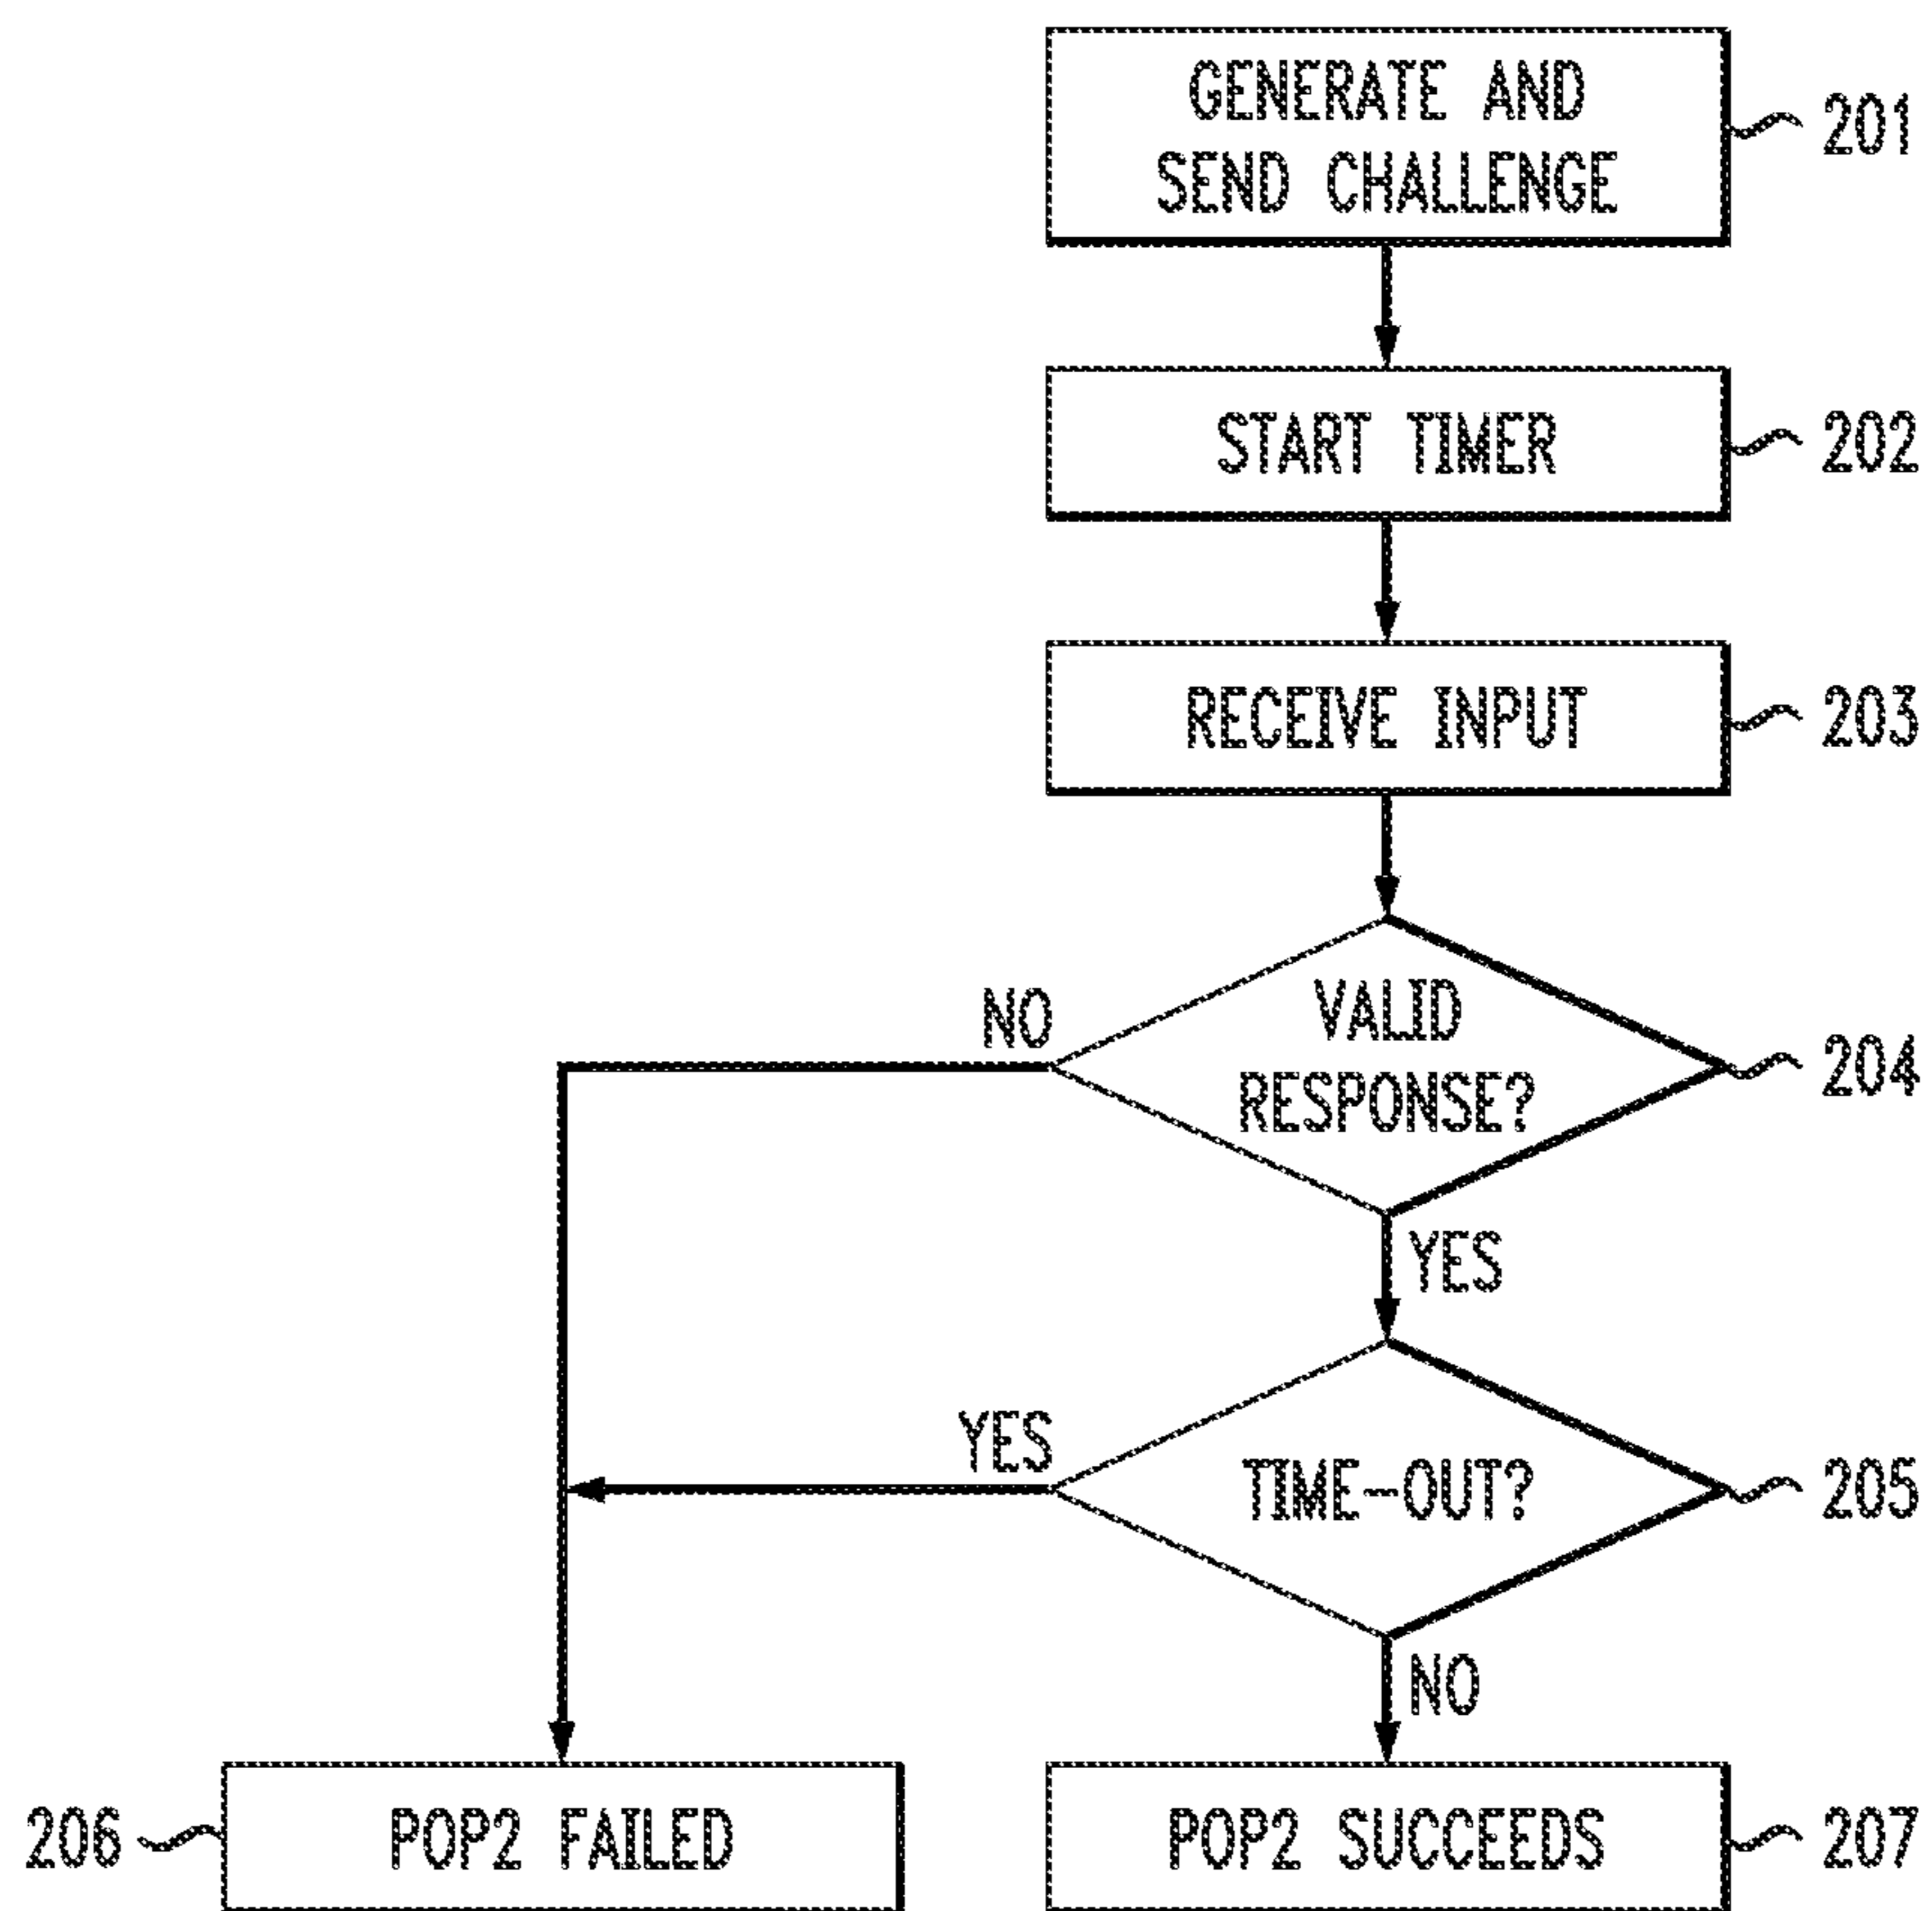 GENERATE AND
SEND CHALLENGE
201
START TIMER
202
RECEIVE INPUT
203
VALID
RESPONSE?
204
NO
YES
TIME-OUT?
205
YES
NO
206
POP2 FAILED
POP2 SUCCEEDS
207